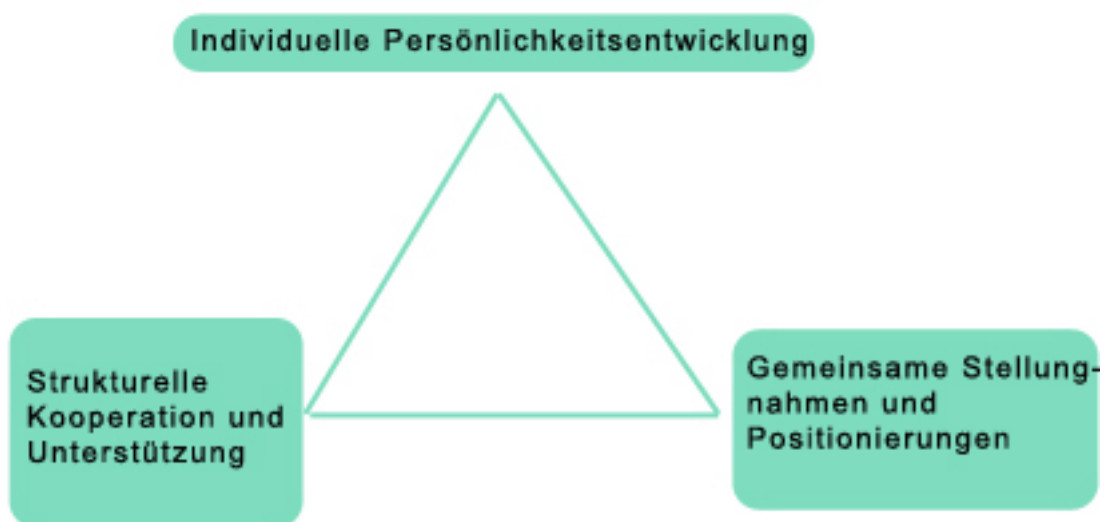 Individuelle Persönlichkeitsentwicklung
Strukturelle
Kooperation und
Unterstützung
Gemeinsame Stellung-
nahmen und
Positionierungen